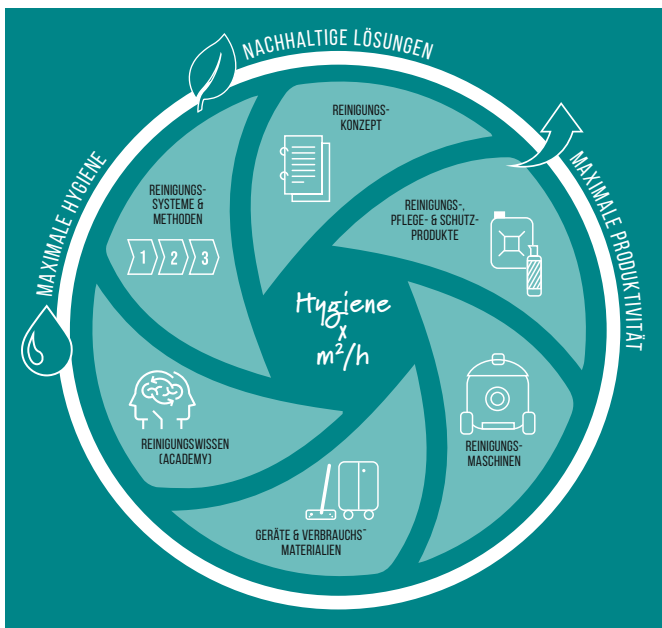 NACHHALTIGE LÖSUNGEN
MAXIMALE HYGIENE
MAXIMALE PRODUKTIVITÄT
REINIGUNGS-
KONZEPT
REINIGUNGS-
SYSTEME &
METHODEN
1 2 3
REINIGUNGS-,
PFLEGE- & SCHUTZ-
PRODUKTE
Hygiene
x
m²/h
REINIGUNGSWISSEN
(ACADEMY)
REINIGUNGS-
MASCHINEN
GERÄTE & VERBRAUCHS-
MATERIALIEN